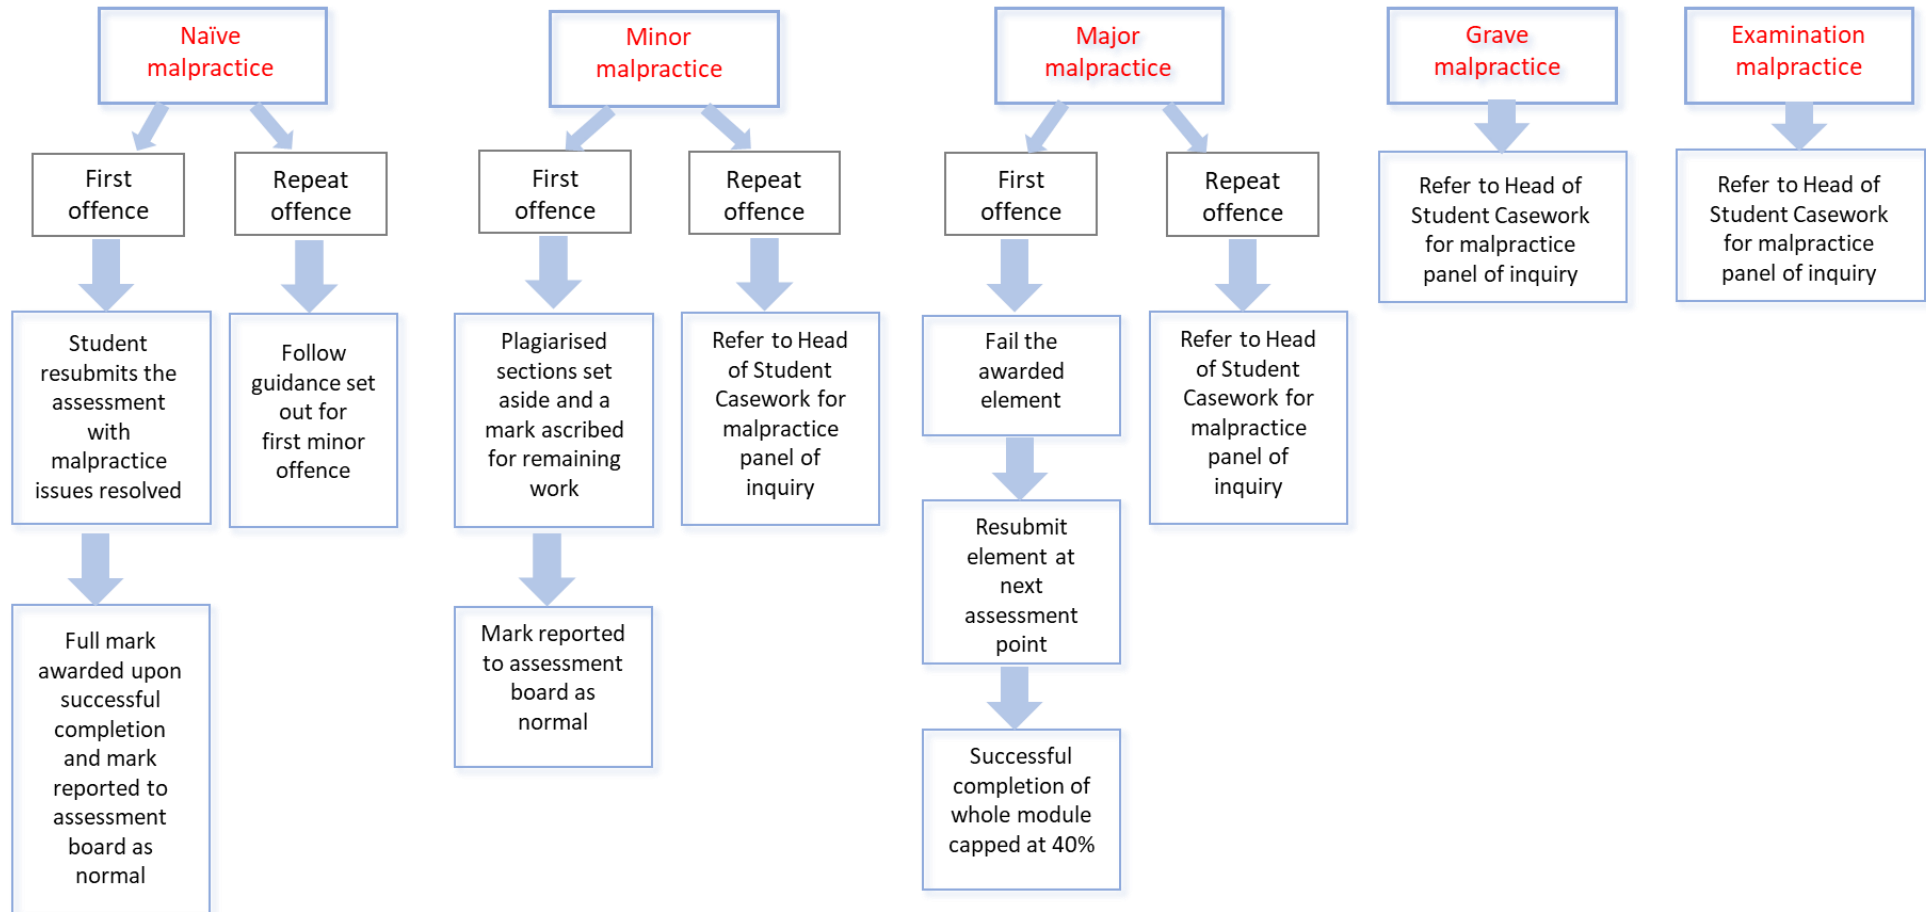 Naïve
malpractice
First
offence
Student
resubmits the
assessment
with
malpractice
issues resolved
Full mark
awarded upon
successful
completion
and mark
reported to
assessment
board as
normal
Repeat
offence
Follow
guidance set
out for
first minor
offence
Minor
malpractice
First
offence
Plagiarised
sections set
aside and a
mark ascribed
for remaining
work
Mark reported
to assessment
board as
normal
Repeat
offence
Refer to Head
of Student
Casework for
malpractice
panel of
inquiry
Major
malpractice
First
offence
Fail the
awarded
element
Resubmit
element at
next
assessment
point
Successful
completion of
whole module
capped at 40%
Repeat
offence
Refer to Head
of Student
Casework for
malpractice
panel of
inquiry
Grave
malpractice
Refer to Head of
Student Casework
for malpractice
panel of inquiry
Examination
malpractice
Refer to Head of
Student Casework
for malpractice
panel of inquiry